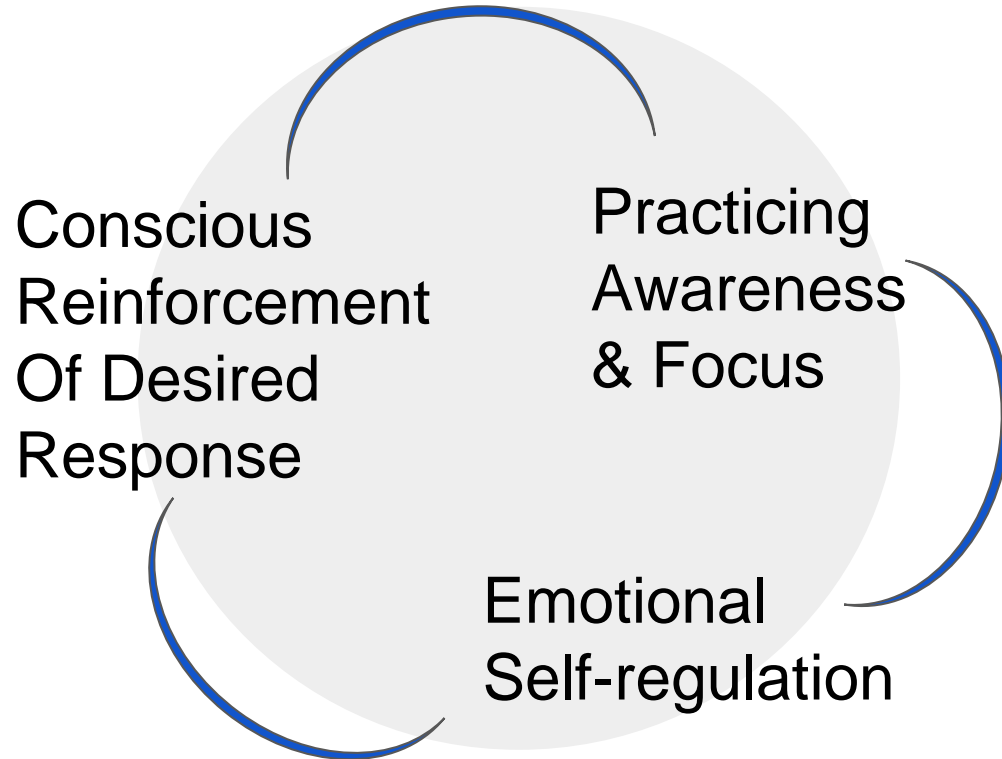 Conscious
Reinforcement
Of Desired
Response
Practicing
Awareness
& Focus
Emotional
Self-regulation